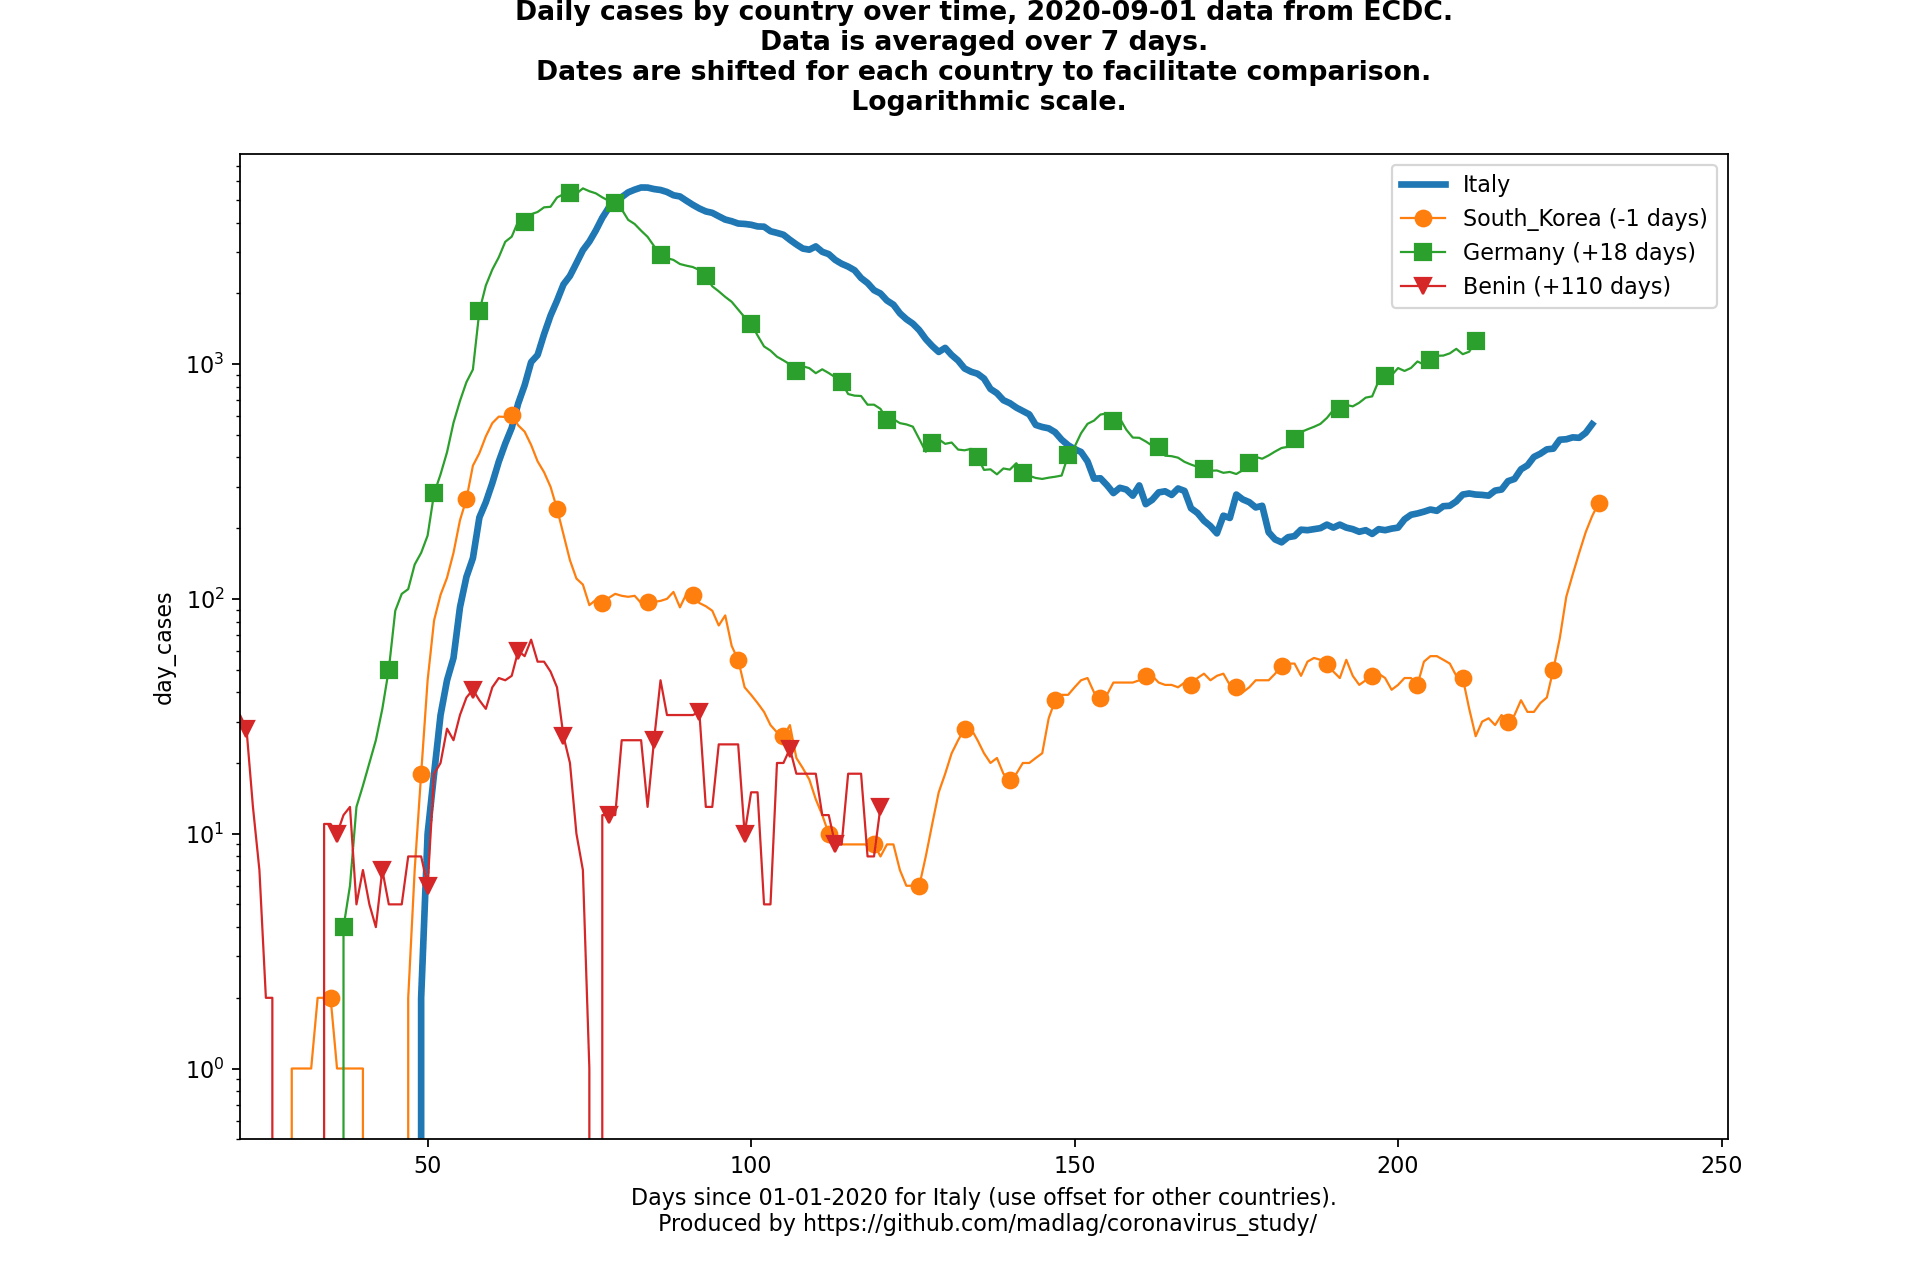 Daily cases by country over time, 2020-09-01 data from ECDC.
Data is averaged over 7 days.
Dates are shifted for each country to facilitate comparison.
Logarithmic scale.
Italy
South_Korea (-1 days)
Germany (+18 days)
Benin (+110 days)
10³
10²
10¹
10⁰
day_cases
50 100 150 200 250
Days since 01-01-2020 for Italy (use offset for other countries).
Produced by https://github.com/madlag/coronavirus_study/